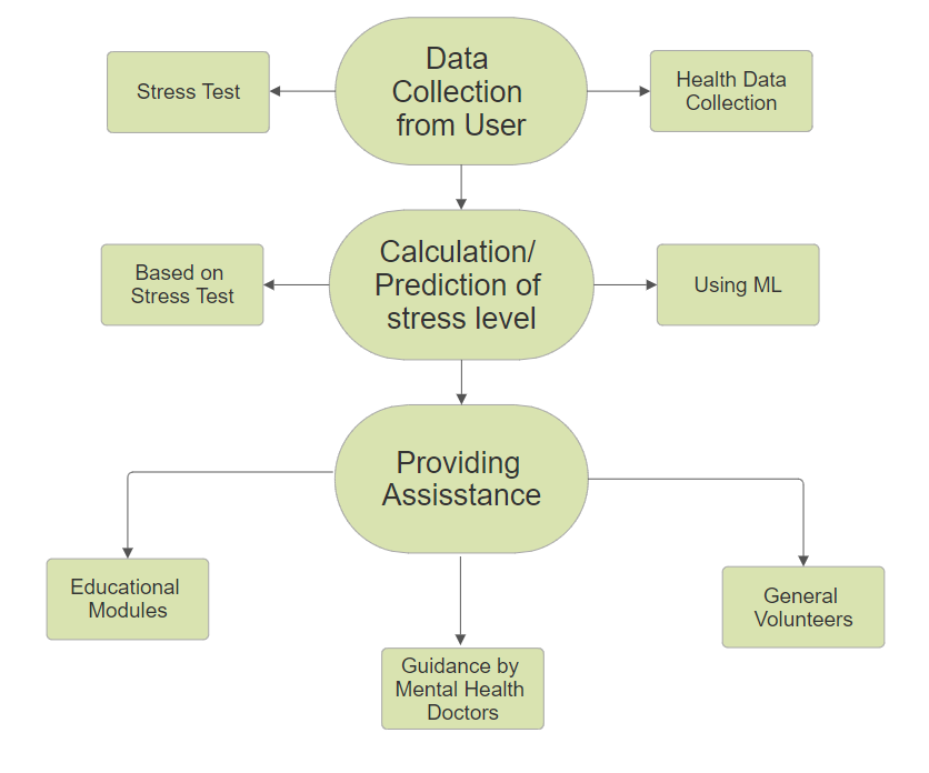 Data
Collection
from User
Stress Test
Health Data
Collection
Calculation/
Prediction of
stress level
Based on
Stress Test
Using ML
Providing
Assisstance
Educational
Modules
Guidance by
Mental Health
Doctors
General
Volunteers